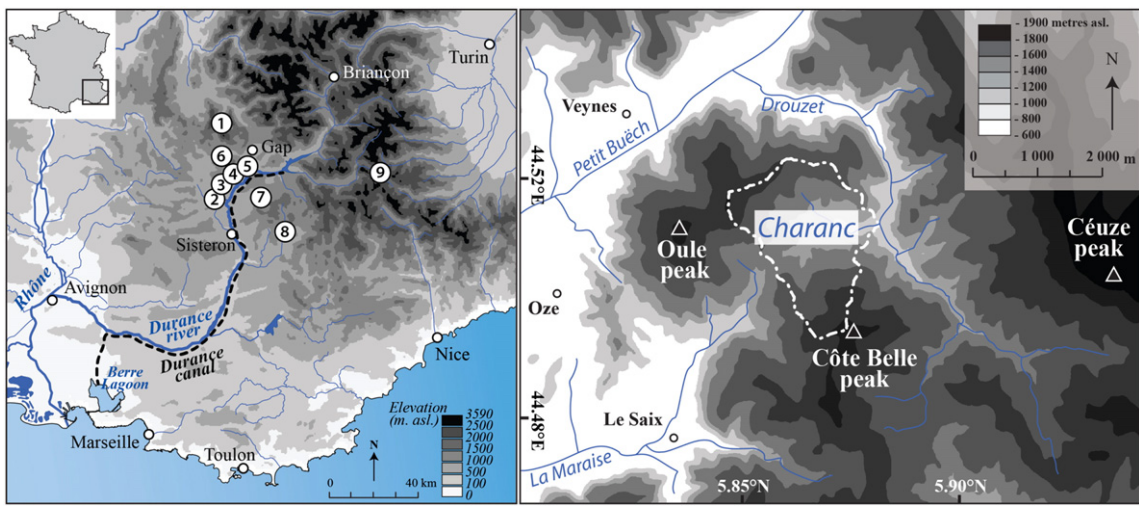 Turin
Briançon
1
Gap
6
5
4
3
2
7
9
8
Sisteron
Rhône
Avignon
Durance
river
Durance
canal
Berre
Lagoon
Nice
Marseille
Toulon
Elevation
(m. asl.)
3590
2500
2000
1500
1000
500
100
0
N
0
40 km
- 1900 metres asl.
- 1800
- 1600
- 1400
- 1200
- 1000
- 800
- 600
N
0
1 000
2 000 m
Veynes
Drouzet
Petit Buëch
44.52°E
Charanc
Oule
peak
Céuze
peak
Oze
Côte Belle
peak
44.48°E
Le Saix
La Maraise
5.85°N
5.90°N